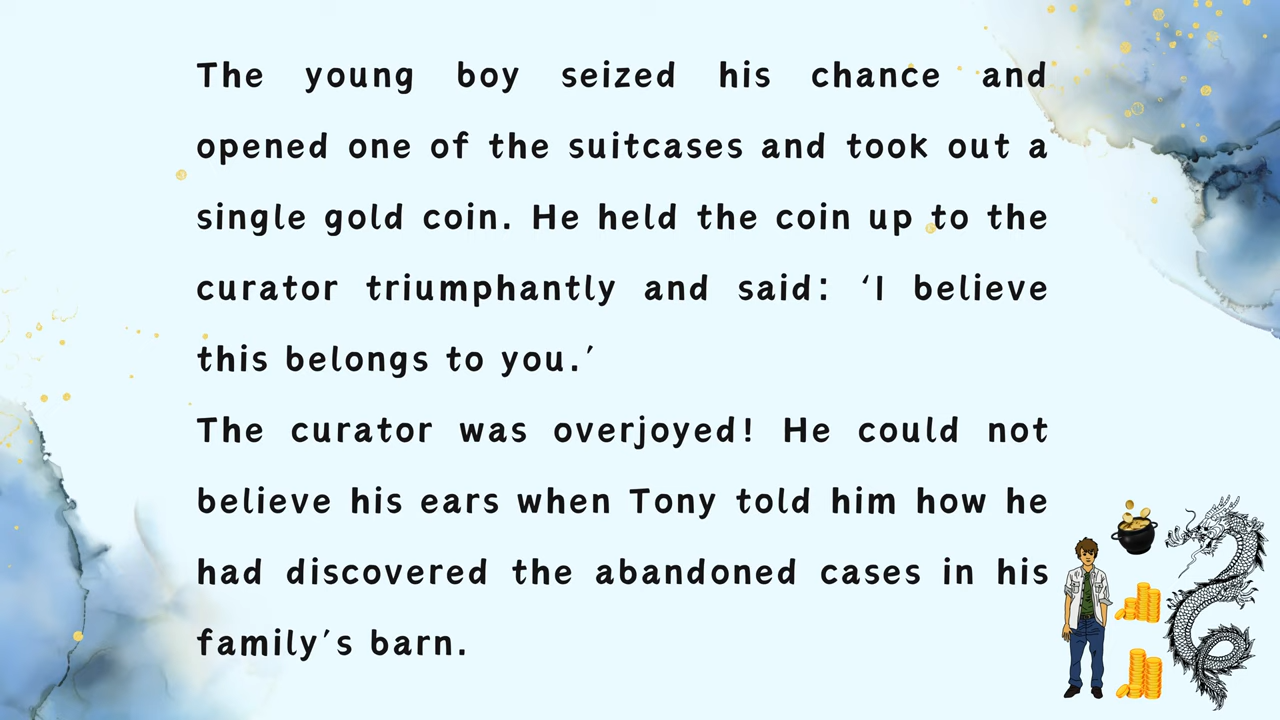 The young boy seized his chance and
opened one of the suitcases and took out a
single gold coin. He held the coin up to the
curator triumphantly and said: ‘I believe
this belongs to you.’
The curator was overjoyed! He could not
believe his ears when Tony told him how he
had discovered the abandoned cases in his
family’s barn.